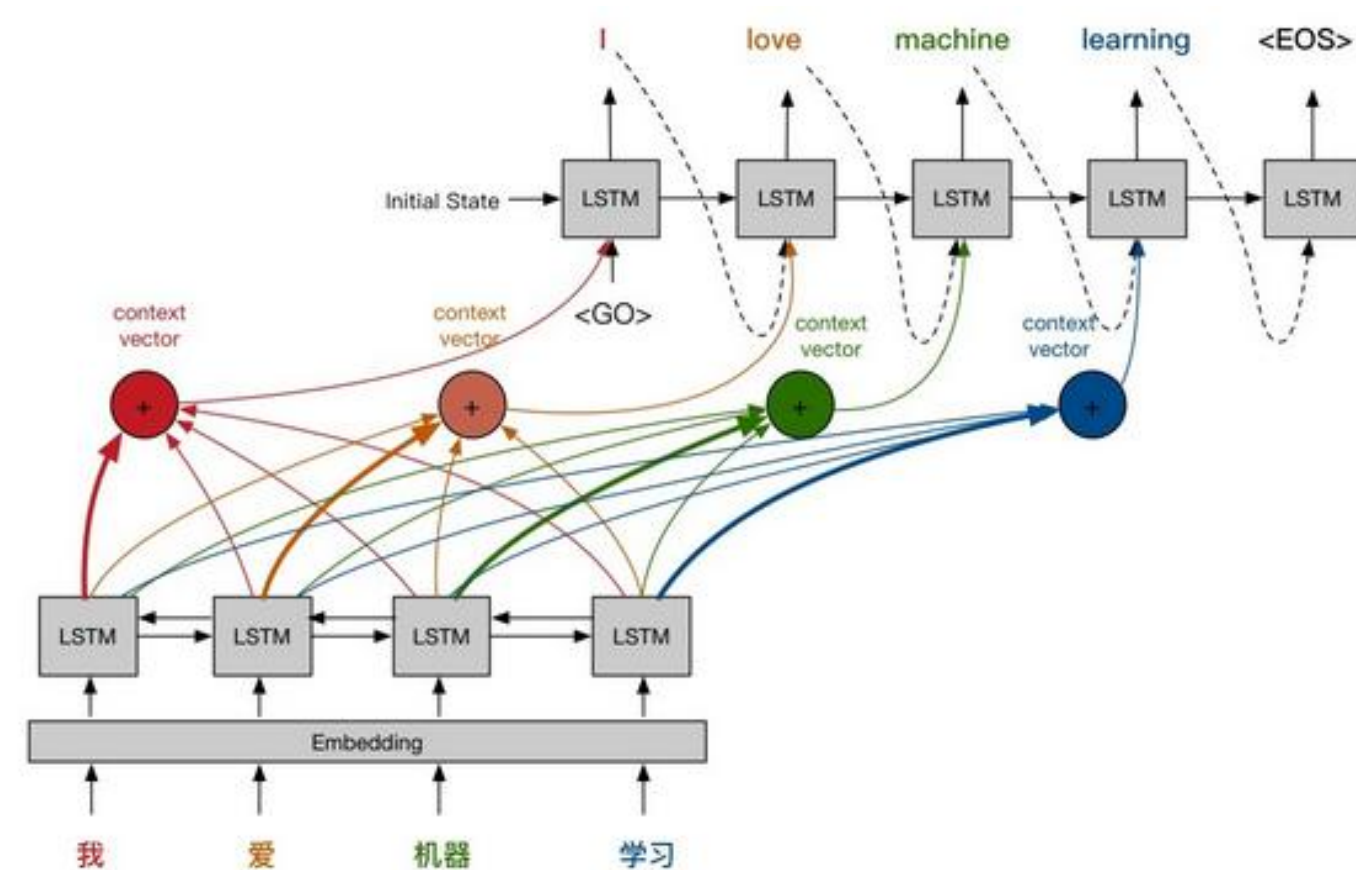 I love machine learning <EOS>
Initial State LSTM LSTM LSTM LSTM LSTM
<GO>
context vector
context vector
context vector
context vector
+ + + +
LSTM LSTM LSTM LSTM
Embedding
我 爱 机器 学习